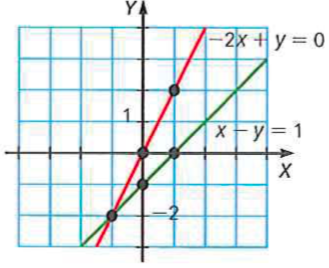 Y
−2x + y = 0
1
x − y = 1
X
−2